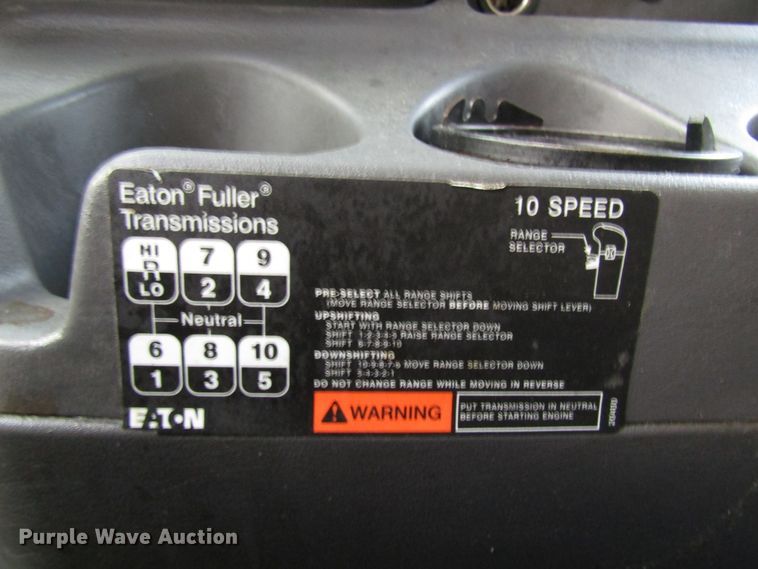 Eaton® Fuller®
Transmissions
10 SPEED
RANGE
SELECTOR
HI 7 9
R
LO 2 4
Neutral
6 8 10
1 3 5
PRE-SELECT ALL RANGE SHIFTS
(MOVE RANGE SELECTOR BEFORE MOVING SHIFT LEVER)
UPSHIFTING
START WITH RANGE SELECTOR DOWN
SHIFT 1-2-3-4-5 RAISE RANGE SELECTOR
SHIFT 6-7-8-9-10
DOWNSHIFTING
SHIFT 10-9-8-7-6 MOVE RANGE SELECTOR DOWN
SHIFT 5-4-3-2-1
DO NOT CHANGE RANGE WHILE MOVING IN REVERSE
WARNING
PUT TRANSMISSION IN NEUTRAL
BEFORE STARTING ENGINE
EATON
Purple Wave Auction